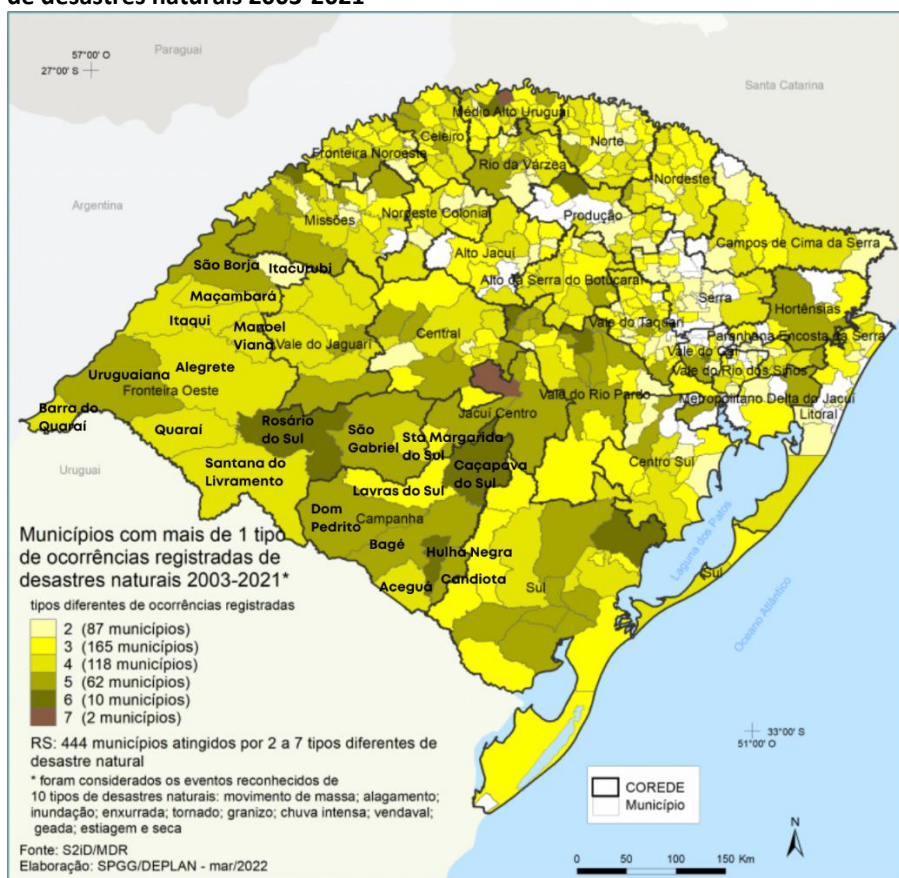 de desastres naturais 2003-2021
57°00' O
27°00' S
Paraguai
Santa Catarina
Argentina
Uruguai
Médio Alto Uruguai
Celeiro
Norte
Fronteira Noroeste
Rio da Várzea
Nordeste
Missões
Noroeste Colonial
Produção
Campos de Cima da Serra
São Borja
Itacurubi
Alto Jacuí
Alto da Serra do Botucaraí
Serra
Hortênsias
Maçambará
Itaqui
Manoel
Viana
Vale do Jaguari
Central
Vale do Taquari
Paranhana Encosta da Serra
Vale do Caí
Vale do Rio dos Sinos
Uruguaiana
Alegrete
Fronteira Oeste
Jacuí Centro
Vale do Rio Pardo
Metropolitano Delta do Jacuí
Litoral
Barra do
Quaraí
Quaraí
Rosário
do Sul
São
Gabriel
Sta Margarida
do Sul
Caçapava
do Sul
Centro Sul
Santana do
Livramento
Lavras do Sul
Dom
Pedrito
Campanha
Bagé
Hulhá Negra
Candiota
Aceguá
Sul
Sul
Laguna dos Patos
Oceano Atlântico
33°00' S
51°00' O
Municípios com mais de 1 tipo
de ocorrências registradas de
desastres naturais 2003-2021*
tipos diferentes de ocorrências registradas
2 (87 municípios)
3 (165 municípios)
4 (118 municípios)
5 (62 municípios)
6 (10 municípios)
7 (2 municípios)
RS: 444 municípios atingidos por 2 a 7 tipos diferentes de
desastre natural
* foram considerados os eventos reconhecidos de
10 tipos de desastres naturais: movimento de massa; alagamento;
inundação; enxurrada; tornado; granizo; chuva intensa; vendaval;
geada; estiagem e seca
Fonte: S2iD/MDR
Elaboração: SPGG/DEPLAN - mar/2022
COREDE
Município
N
0 50 100 150 Km